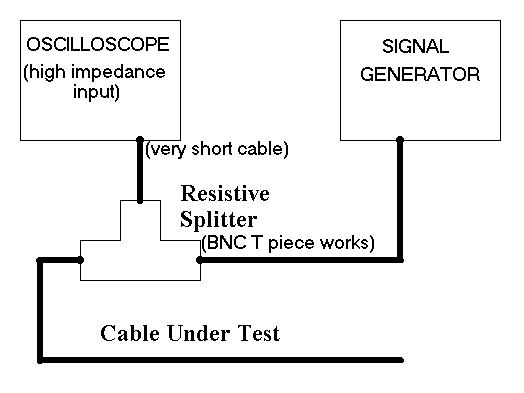 OSCILLOSCOPE
(high impedance
input)
SIGNAL
GENERATOR
(very short cable)
Resistive
Splitter
(BNC T piece works)
Cable Under Test